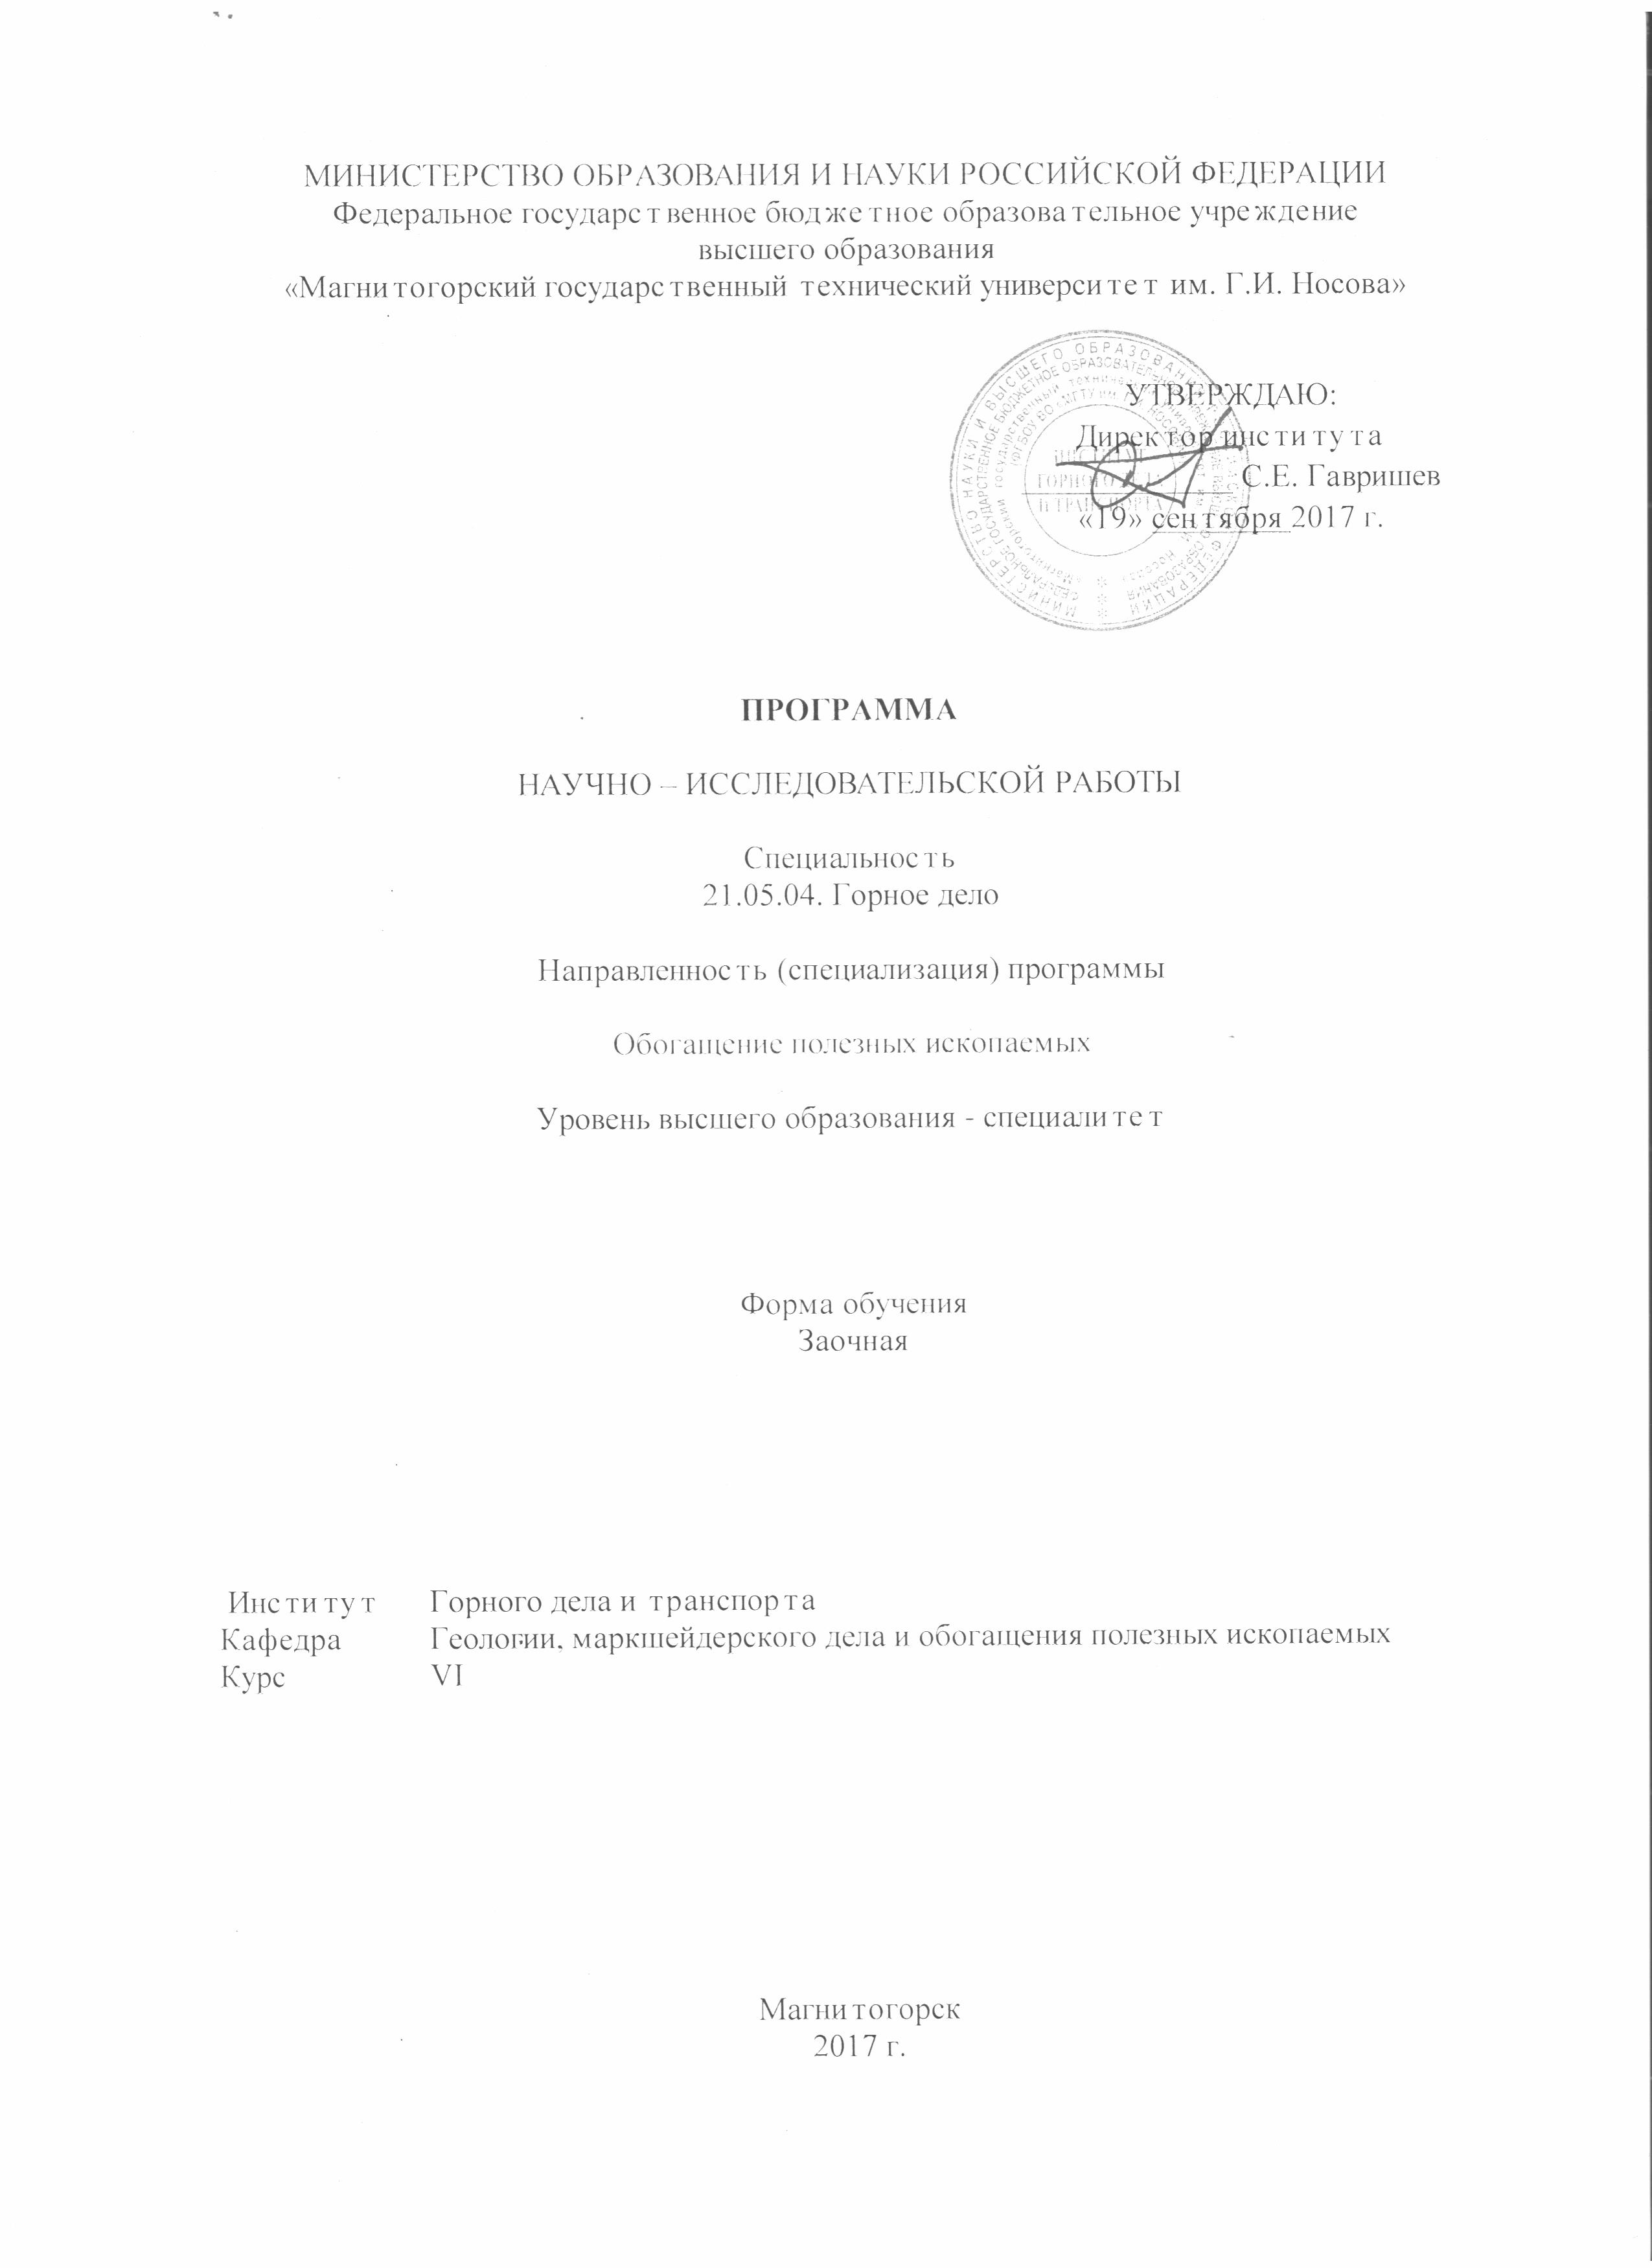 МИНИСТЕРСТВО ОБРАЗОВАНИЯ И НАУКИ РОССИЙСКОЙ ФЕДЕРАЦИИ
Федеральное государственное бюджетное образовательное учреждение
высшего образования
«Магнитогорский государственный технический университет им. Г.И. Носова»
УТВЕРЖДАЮ:
Директор института
С.Е. Гавришев
«19» сентября 2017 г.
ПРОГРАММА
НАУЧНО – ИССЛЕДОВАТЕЛЬСКОЙ РАБОТЫ
Специальность
21.05.04. Горное дело
Направленность (специализация) программы
Обогащение полезных ископаемых
Уровень высшего образования - специалитет
Форма обучения
Заочная
Институт Горного дела и транспорта
Кафедра Геологии, маркшейдерского дела и обогащения полезных ископаемых
Курс VI
Магнитогорск
2017 г.